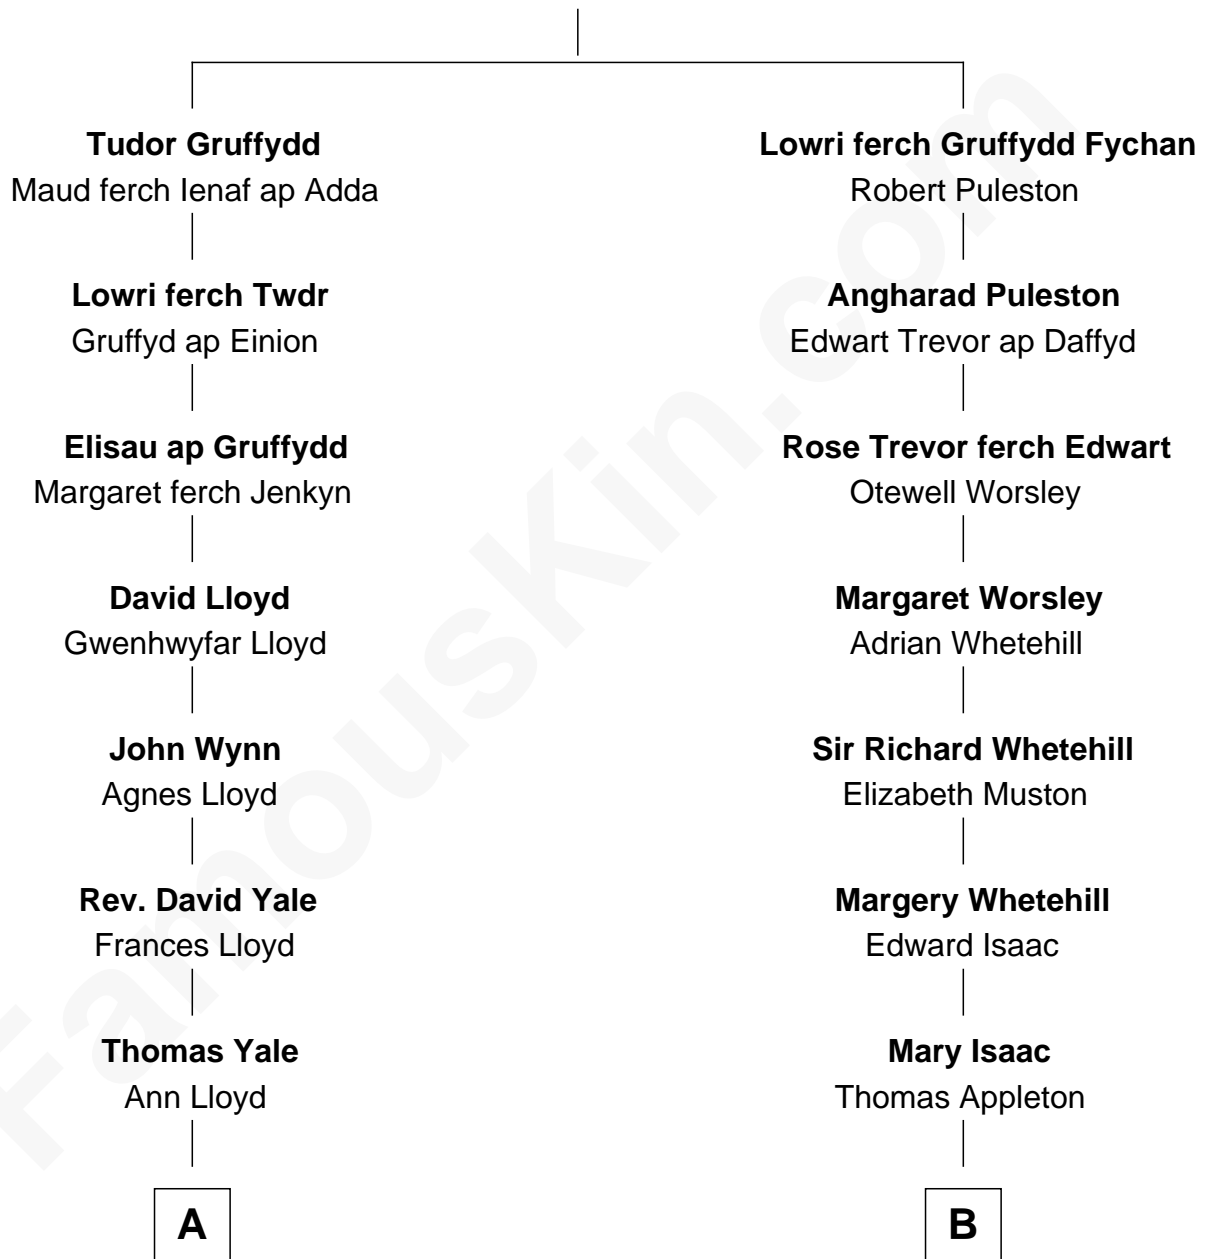 Tudor Gruffydd
Maud ferch Ienaf ap Adda
Lowri ferch Gruffydd Fychan
Robert Puleston
Lowri ferch Twdr
Gruffyd ap Einion
Angharad Puleston
Edwart Trevor ap Daffyd
Elisau ap Gruffydd
Margaret ferch Jenkyn
Rose Trevor ferch Edwart
Otewell Worsley
David Lloyd
Gwenhwyfar Lloyd
Margaret Worsley
Adrian Whetehill
John Wynn
Agnes Lloyd
Sir Richard Whetehill
Elizabeth Muston
Rev. David Yale
Frances Lloyd
Margery Whetehill
Edward Isaac
Thomas Yale
Ann Lloyd
Mary Isaac
Thomas Appleton
A
B
FamousKin.com